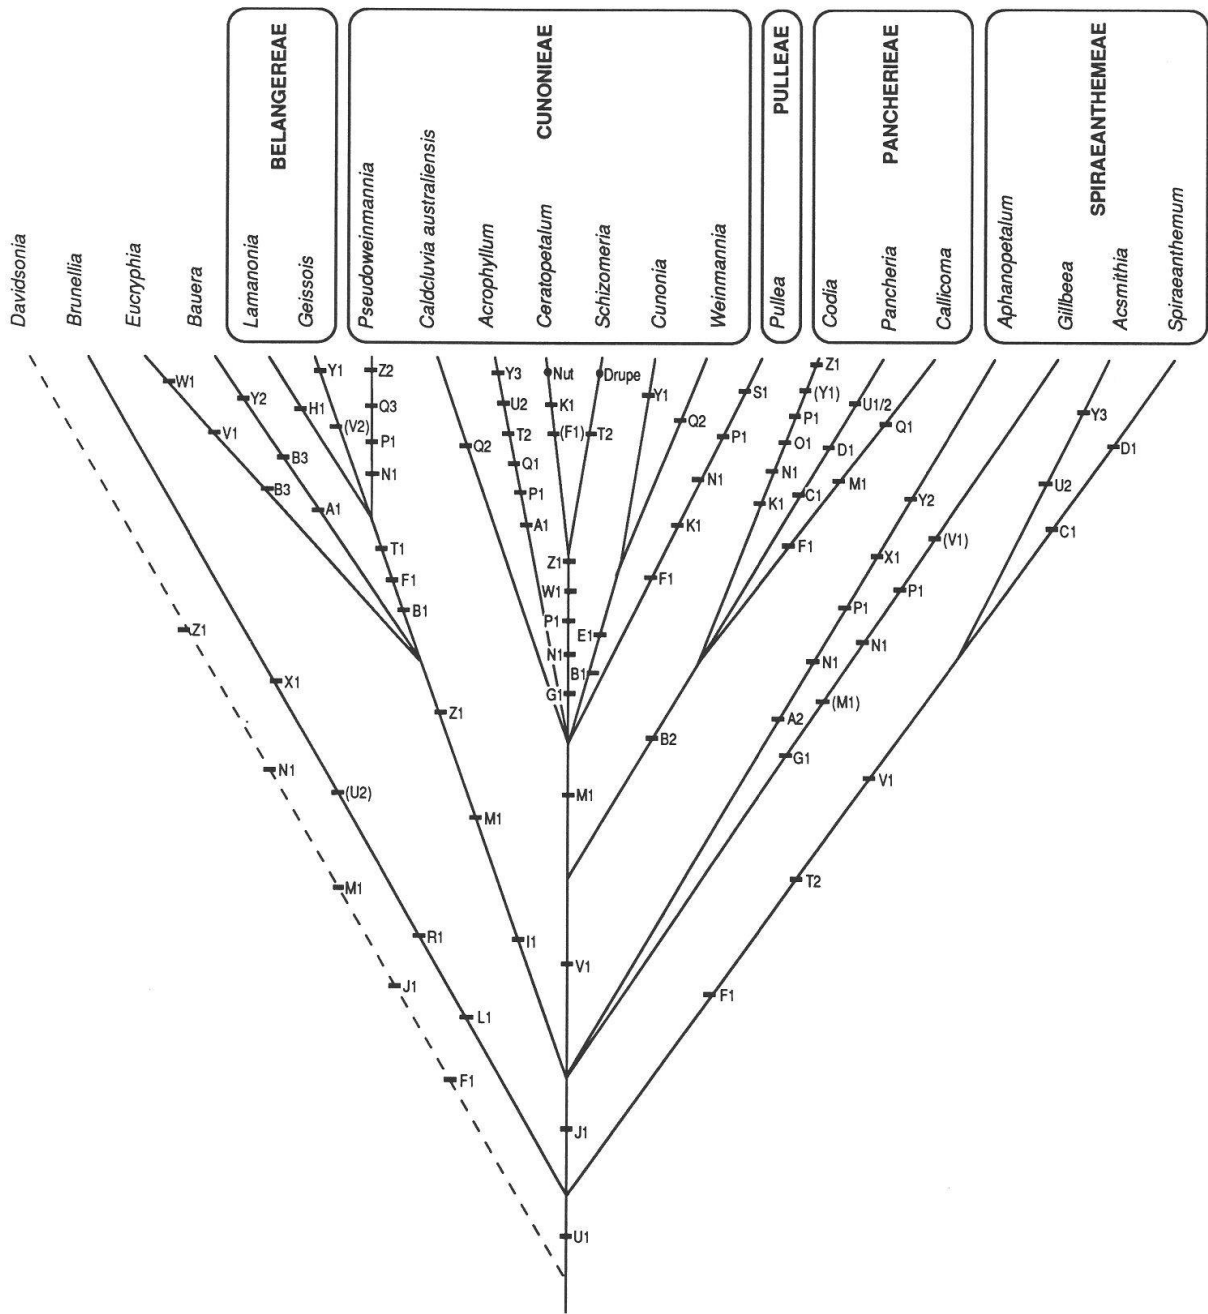 BELANGEREAE
CUNONIEAE
PULLEAE
PANCHERIEAE
SPIRAEANTHEMEAE
Davidsonia
Brunellia
Eucryphia
Bauera
Lamanonia
Geissois
Pseudoweinmannia
Caldcluvia australiensis
Acrophyllum
Ceratopetalum
Schizomeria
Cunonia
Weinmannia
Pullea
Codia
Pancheria
Callicoma
Aphanopetalum
Gillbeea
Acsmithia
Spiraeanthemum
W1
V1
B3
Y2
B3
A1
H1
Y1
(V2)
Z2
Q3
P1
N1
T1
F1
B1
Z1
M1
I1
Q2
Y3
U2
T2
Q1
P1
A1
Nut
K1
(F1)
Drupe
T2
Z1
W1
P1
N1
G1
Y1
Q2
E1
B1
S1
P1
N1
K1
F1
M1
V1
Z1
(Y1)
P1
O1
N1
K1
U1/2
D1
C1
Q1
M1
F1
B2
Y2
X1
P1
N1
A2
(V1)
P1
N1
(M1)
G1
Y3
U2
D1
C1
V1
T2
F1
Z1
N1
M1
J1
F1
X1
(U2)
R1
L1
J1
U1